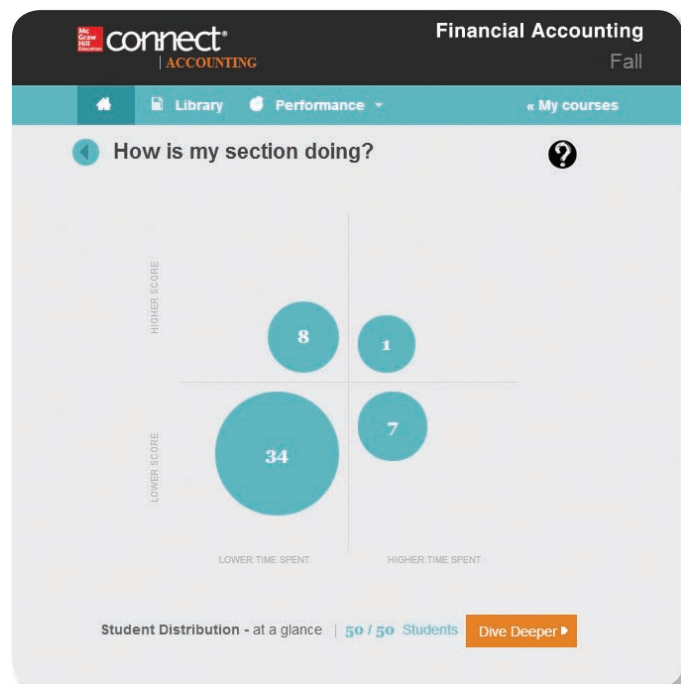 Mc
Graw
Hill
Education
connect®
| ACCOUNTING
Financial Accounting
Fall
Library
Performance
« My courses
How is my section doing?
?
HIGHER SCORE
8
1
LOWER SCORE
34
7
LOWER TIME SPENT
HIGHER TIME SPENT
Student Distribution - at a glance | 50 / 50 Students
Dive Deeper